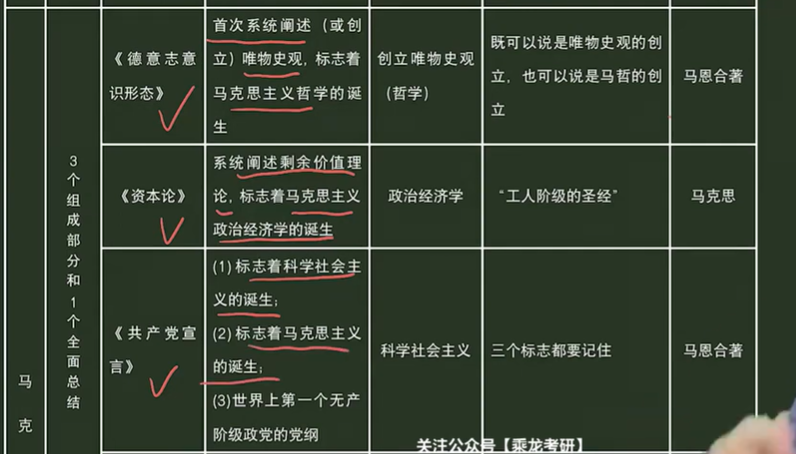 马
克
3
个
组
成
部
分
和
1
个
全
面
总
结
《德意志意
识形态》
首次系统阐述（或创
立）唯物史观，标志着
马克思主义哲学的诞
生
创立唯物史观
（哲学）
既可以说是唯物史观的创
立，也可以说是马哲的创
立
马恩合著
《资本论》
系统阐述剩余价值理
论，标志着马克思主义
政治经济学的诞生
政治经济学
“工人阶级的圣经”
马克思
《共产党宣
言》
(1)标志着科学社会主
义的诞生；
(2)标志着马克思主义
的诞生；
(3)世界上第一个无产
阶级政党的党纲
科学社会主义
三个标志都要记住
马恩合著
关注公众号【乘龙考研】